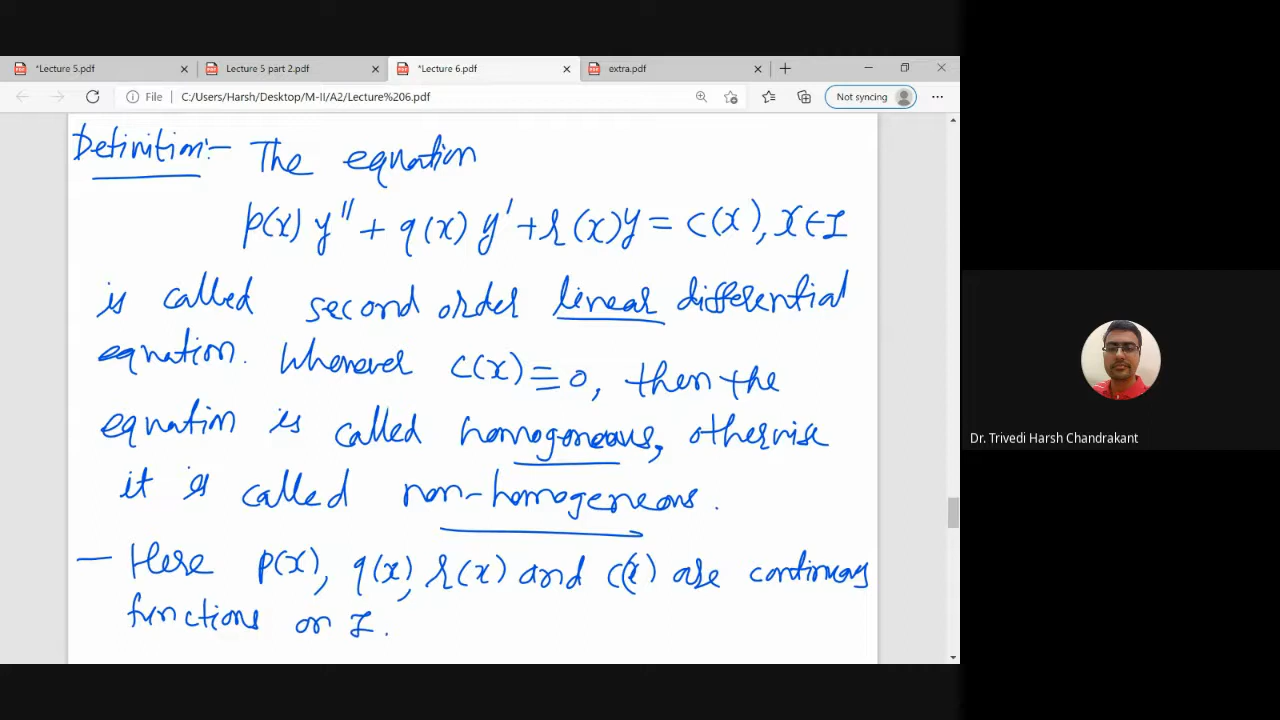 *Lecture 5.pdf
Lecture 5 part 2.pdf
*Lecture 6.pdf
extra.pdf
File
C:/Users/Harsh/Desktop/M-II/A2/Lecture%206.pdf
Not syncing
Definition:- The equation
p(x) y'' + q(x) y' + r(x)y = c(x), x∈I
is called second order linear differential
equation. Whenever c(x) ≡ 0, then the
equation is called homogoneous, otherwise
it is called non-homogeneous.
— Here p(x), q(x), r(x) and c(x) are continuous
functions on I.
Dr. Trivedi Harsh Chandrakant